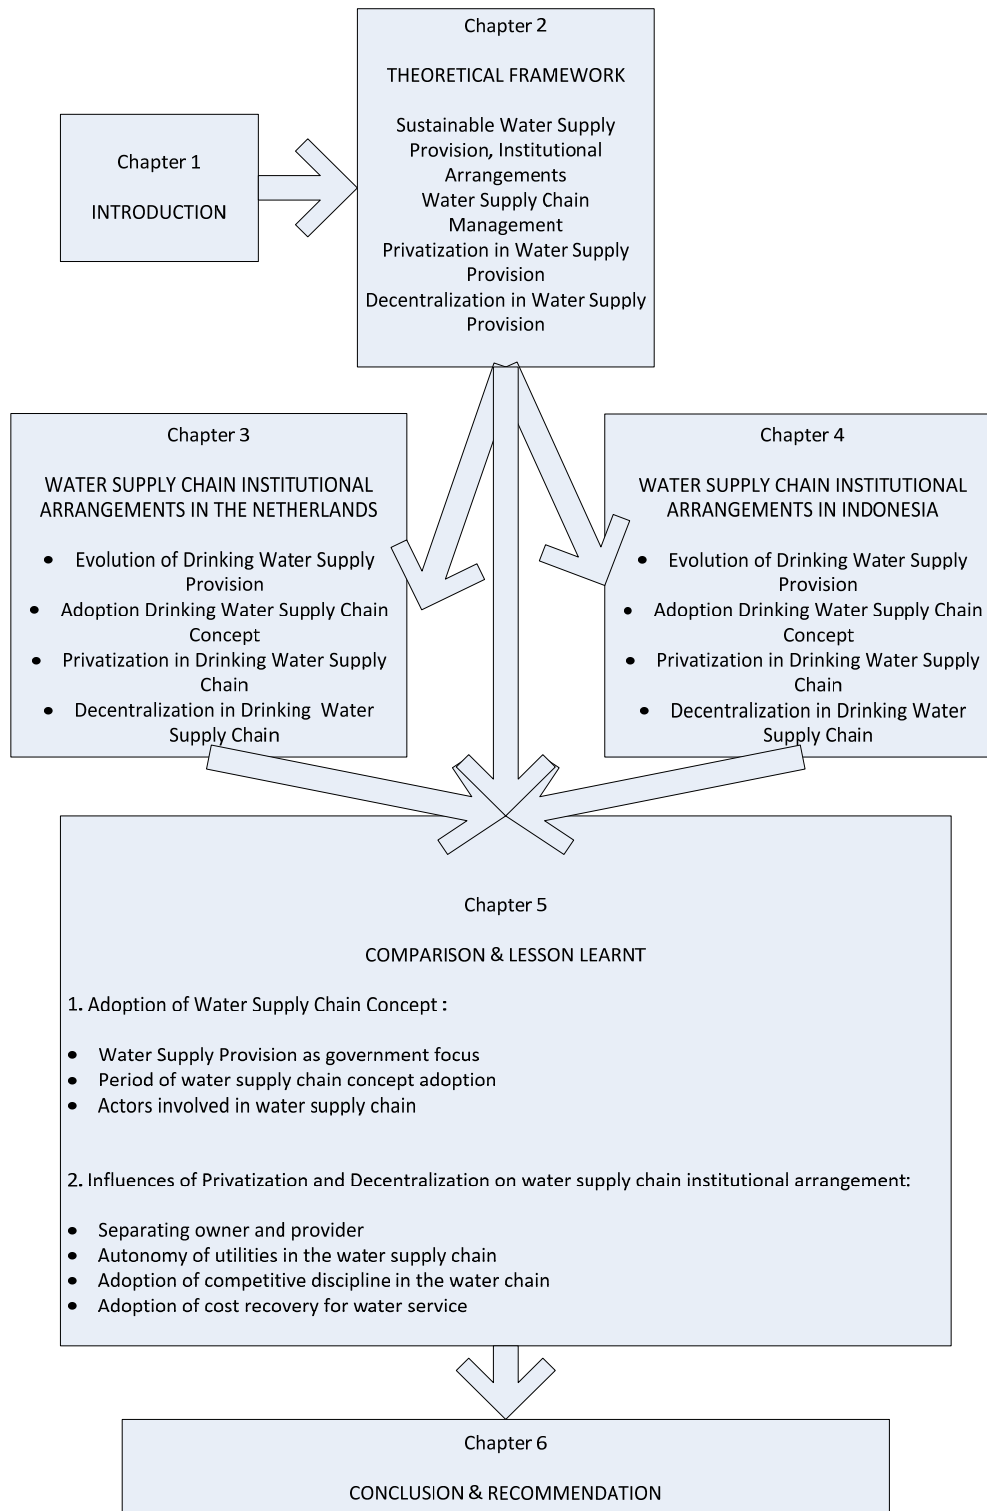 Chapter 2
THEORETICAL FRAMEWORK
Sustainable Water Supply
Provision, Institutional
Arrangements
Water Supply Chain
Management
Privatization in Water Supply
Provision
Decentralization in Water Supply
Provision
Chapter 1
INTRODUCTION
Chapter 3
WATER SUPPLY CHAIN INSTITUTIONAL
ARRANGEMENTS IN THE NETHERLANDS
• Evolution of Drinking Water Supply
Provision
• Adoption Drinking Water Supply Chain
Concept
• Privatization in Drinking Water Supply
Chain
• Decentralization in Drinking Water
Supply Chain
Chapter 4
WATER SUPPLY CHAIN INSTITUTIONAL
ARRANGEMENTS IN INDONESIA
• Evolution of Drinking Water Supply
Provision
• Adoption Drinking Water Supply Chain
Concept
• Privatization in Drinking Water Supply
Chain
• Decentralization in Drinking Water
Supply Chain
Chapter 5
COMPARISON & LESSON LEARNT
1. Adoption of Water Supply Chain Concept :
• Water Supply Provision as government focus
• Period of water supply chain concept adoption
• Actors involved in water supply chain
2. Influences of Privatization and Decentralization on water supply chain institutional arrangement:
• Separating owner and provider
• Autonomy of utilities in the water supply chain
• Adoption of competitive discipline in the water chain
• Adoption of cost recovery for water service
Chapter 6
CONCLUSION & RECOMMENDATION